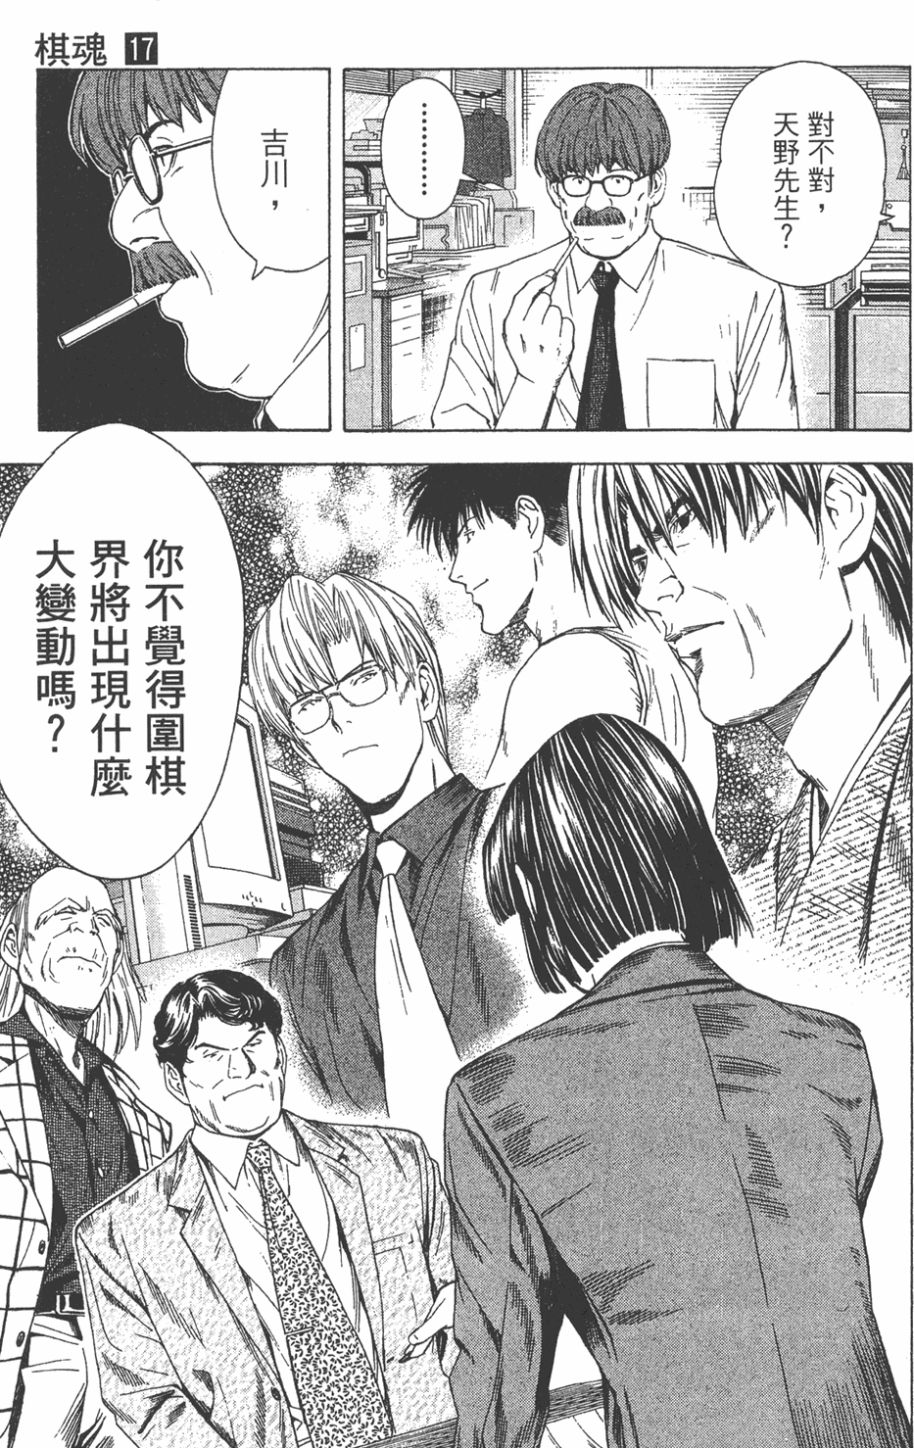 棋魂 17
對不對，
天野先生？
⋯⋯⋯
吉川，
你不覺得圍棋
界將出現什麼
大變動嗎？